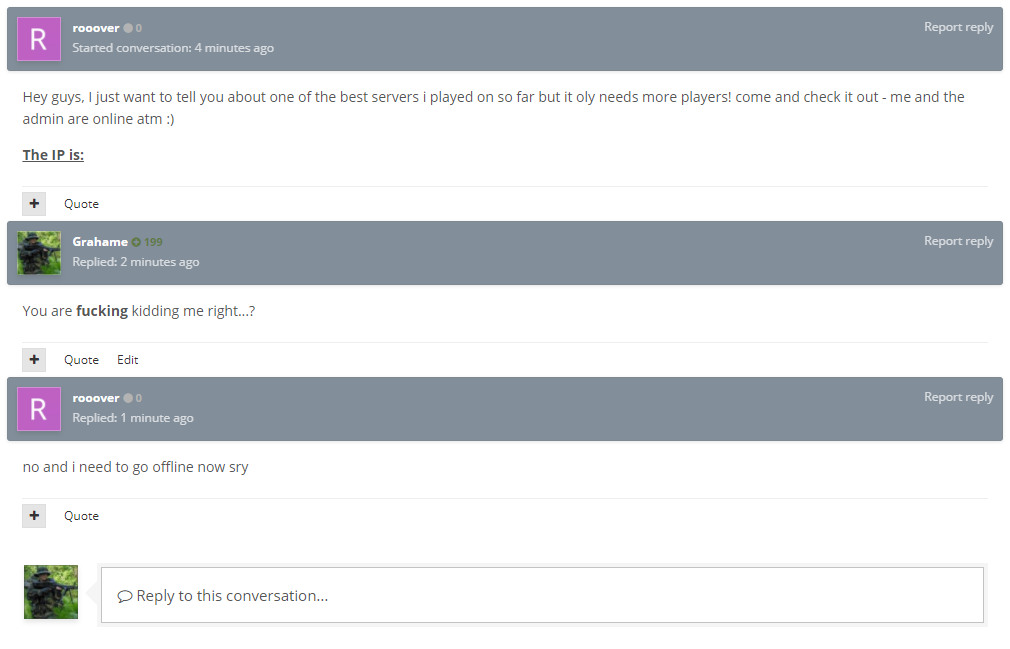 R
rooover 0
Report reply
Started conversation: 4 minutes ago
Hey guys, I just want to tell you about one of the best servers i played on so far but it oly needs more players! come and check it out - me and the
admin are online atm :)
The IP is:
+ Quote
Grahame 199
Report reply
Replied: 2 minutes ago
You are fucking kidding me right...?
+ Quote Edit
R
rooover 0
Report reply
Replied: 1 minute ago
no and i need to go offline now sry
+ Quote
Reply to this conversation...